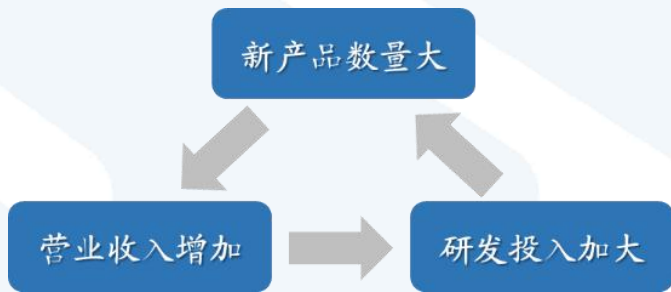 新产品数量大
营业收入增加
研发投入加大